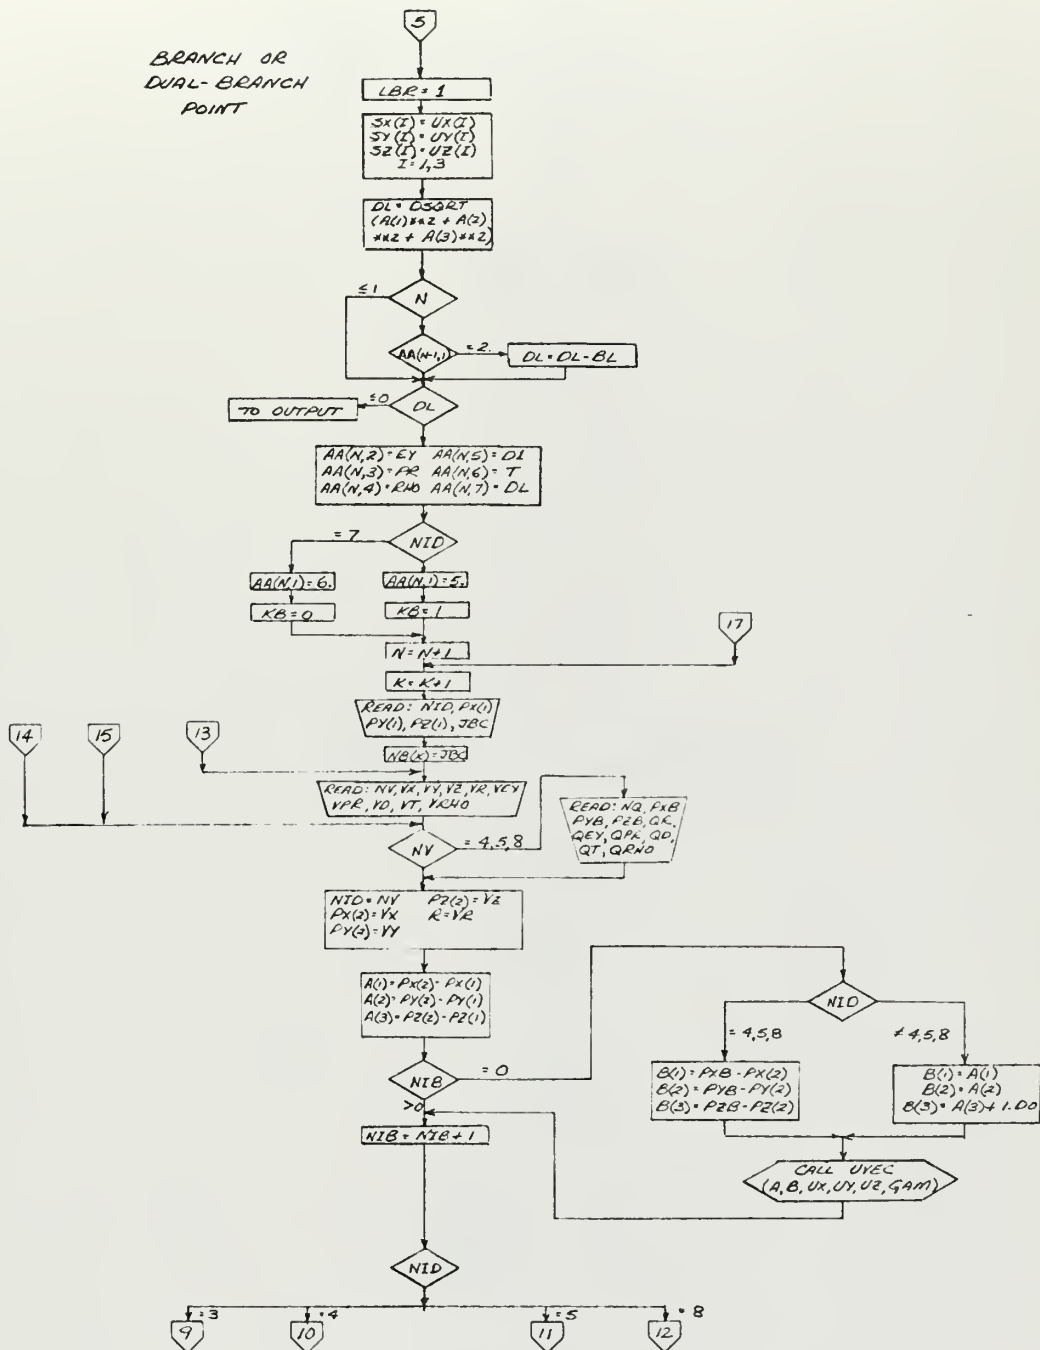 5
BRANCH OR
DUAL-BRANCH
POINT
LBR = 1
SX(I) = UX(I)
SY(I) = UY(I)
SZ(I) = UZ(I)
I = 1,3
DL = DSQRT
(A(1)**2 + A(2)
**2 + A(3)**2)
≤1
N
AA(N-1,1)
=2.
DL = DL-BL
≤0
TO OUTPUT
DL
AA(N,2)=EY AA(N,5)=DI
AA(N,3)=PR AA(N,6)=T
AA(N,4)=RHO AA(N,7)=DL
=7
NID
AA(N,1)=6.
AA(N,1)=5.
KB=0
KB=1
17
N=N+1
K=K+1
READ: NID, PX(1)
PY(1), PZ(1), JBC
14
15
13
NB(K)=JBC
READ: NV, VX, VY, VZ, VR, VEY
VPR, VD, VT, VRHO
READ: NQ, PXB
PYB, PZB, QR,
QEY, QPR, QD,
QT, QRHO
NV
=4,5,8
NID=NV PZ(2)=VZ
PX(2)=VX R=VR
PY(2)=VY
A(1)=PX(2)-PX(1)
A(2)=PY(2)-PY(1)
A(3)=PZ(2)-PZ(1)
NID
=4,5,8
≠4,5,8
NIB
=0
>0
B(1)=PXB-PX(2)
B(2)=PYB-PY(2)
B(3)=PZB-PZ(2)
B(1)=A(1)
B(2)=A(2)
B(3)=A(3)+1.D0
NIB=NIB+1
CALL UVEC
(A,B,UX,UY,UZ,GAM)
NID
=3
=4
=5
=8
9
10
11
12